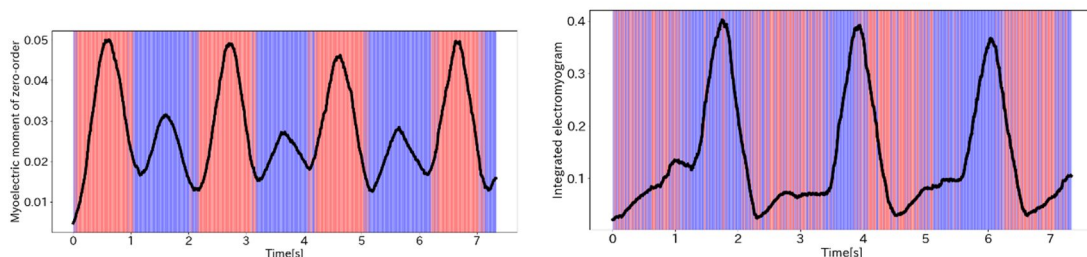 Myoelectric moment of zero-order
0.05
0.04
0.03
0.02
0.01
0 1 2 3 4 5 6 7
Time[s]
Integrated electromyogram
0.4
0.3
0.2
0.1
0 1 2 3 4 5 6 7
Time[s]